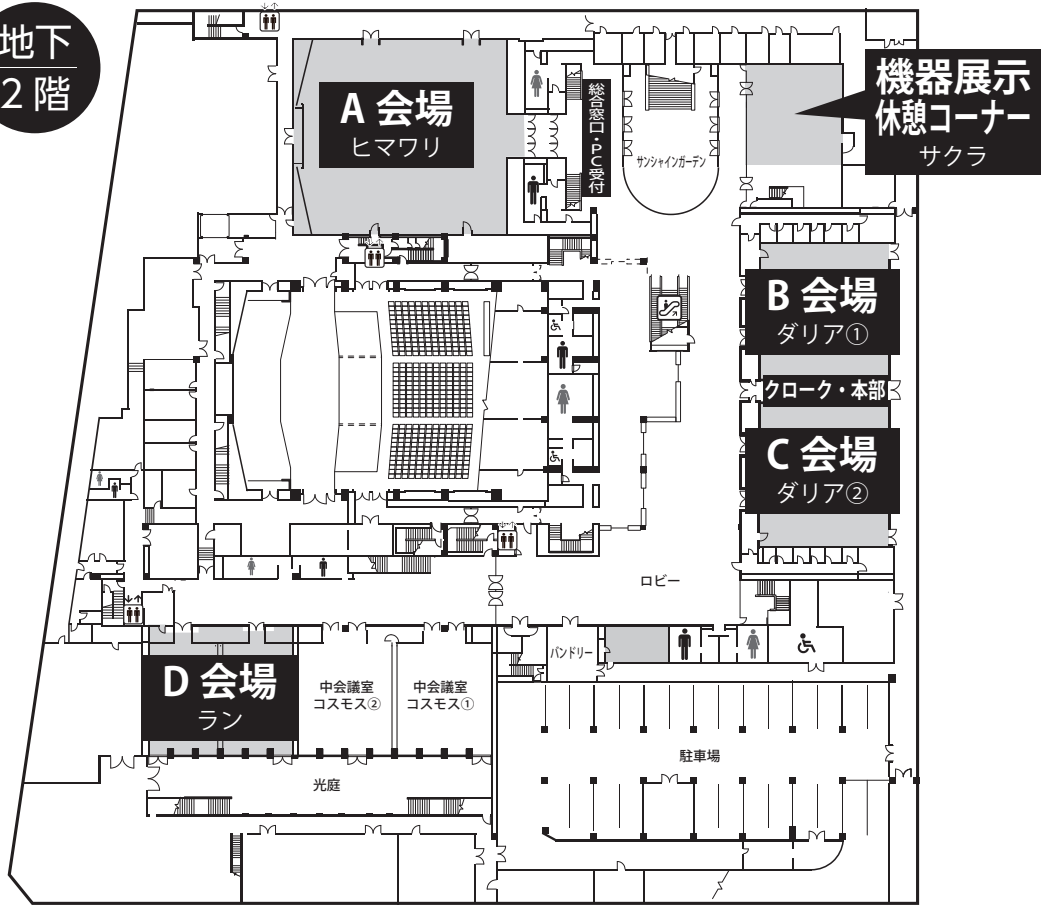 地下
2 階
A 会場
ヒマワリ
総合窓口・PC受付
サンシャインガーデン
機器展示
休憩コーナー
サクラ
B 会場
ダリア①
クローク・本部
C 会場
ダリア②
ロビー
パンドリー
D 会場
ラン
中会議室
コスモス②
中会議室
コスモス①
駐車場
光庭